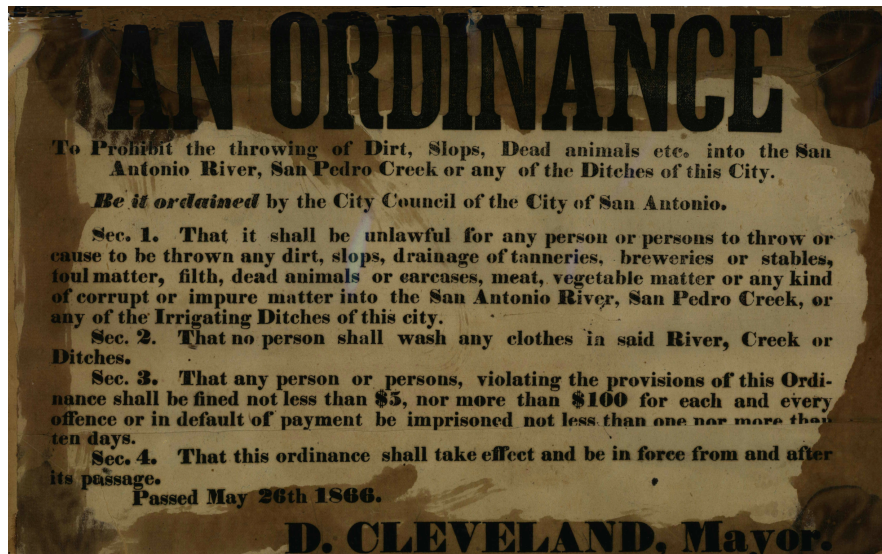 AN ORDINANCE
To Prohibit the throwing of Dirt, Slops, Dead animals etc. into the San
Antonio River, San Pedro Creek or any of the Ditches of this City.
Be it ordained by the City Council of the City of San Antonio.
Sec. 1. That it shall be unlawful for any person or persons to throw or
cause to be thrown any dirt, slops, drainage of tanneries, breweries or stables,
foul matter, filth, dead animals or carcases, meat, vegetable matter or any kind
of corrupt or impure matter into the San Antonio River, San Pedro Creek, or
any of the Irrigating Ditches of this city.
Sec. 2. That no person shall wash any clothes in said River, Creek or
Ditches.
Sec. 3. That any person or persons, violating the provisions of this Ordi-
nance shall be fined not less than $5, nor more than $100 for each and every
offence or in default of payment be imprisoned not less than one nor more than
ten days.
Sec. 4. That this ordinance shall take effect and be in force from and after
its passage.
Passed May 26th 1866.
D. CLEVELAND, Mayor.